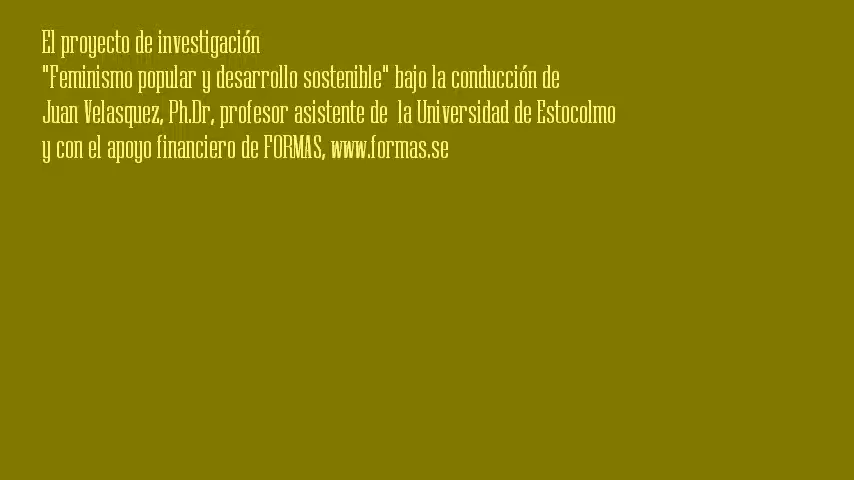 El proyecto de investigación
"Feminismo popular y desarrollo sostenible" bajo la conducción de
Juan Velasquez, Ph.Dr, profesor asistente de la Universidad de Estocolmo
y con el apoyo financiero de FORMAS, www.formas.se